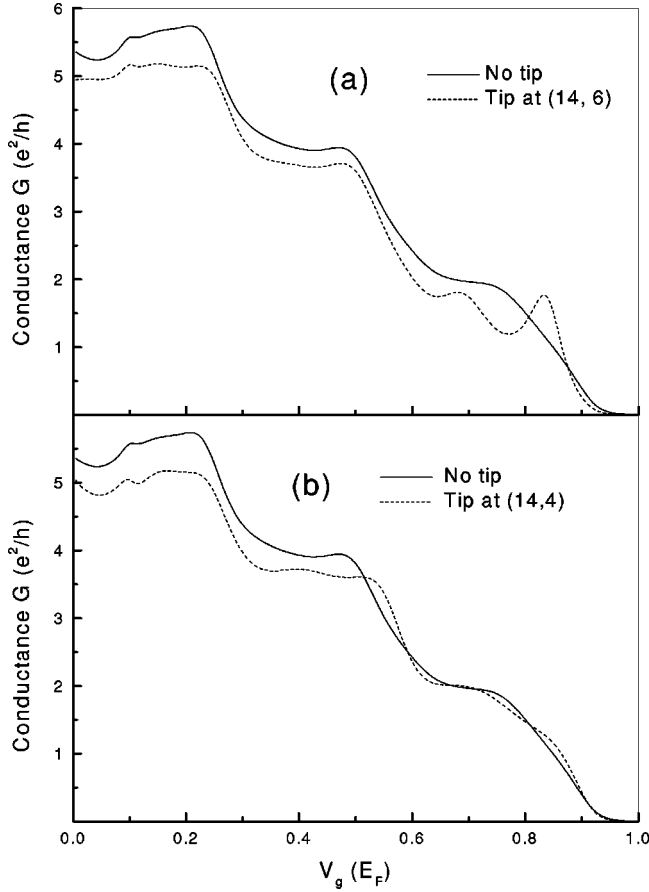 6
5
4
3
2
1
Conductance G (e²/h)
(a)
No tip
Tip at (14, 6)
5
4
3
2
1
Conductance G (e²/h)
(b)
No tip
Tip at (14,4)
0.0 0.2 0.4 0.6 0.8 1.0
V_g (E_F)